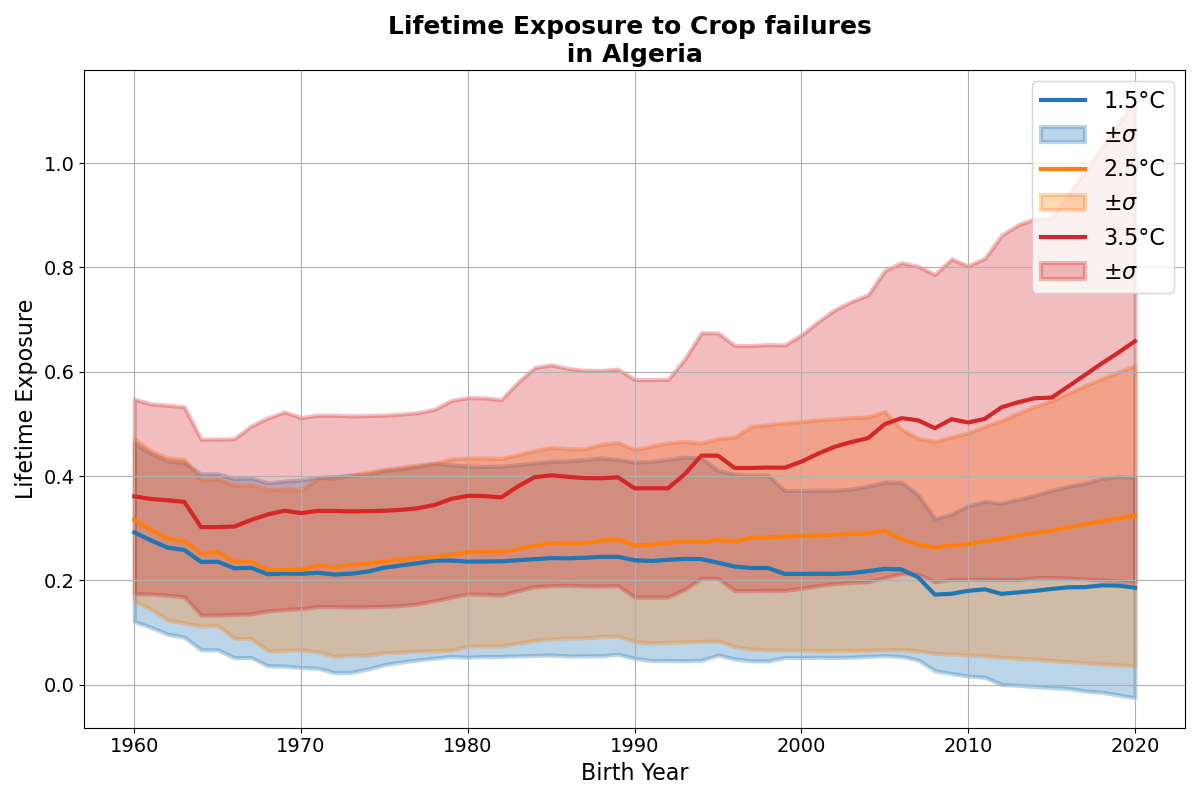 Lifetime Exposure to Crop failures
in Algeria
1.5°C
±σ
2.5°C
±σ
3.5°C
±σ
Lifetime Exposure
1.0
0.8
0.6
0.4
0.2
0.0
1960 1970 1980 1990 2000 2010 2020
Birth Year